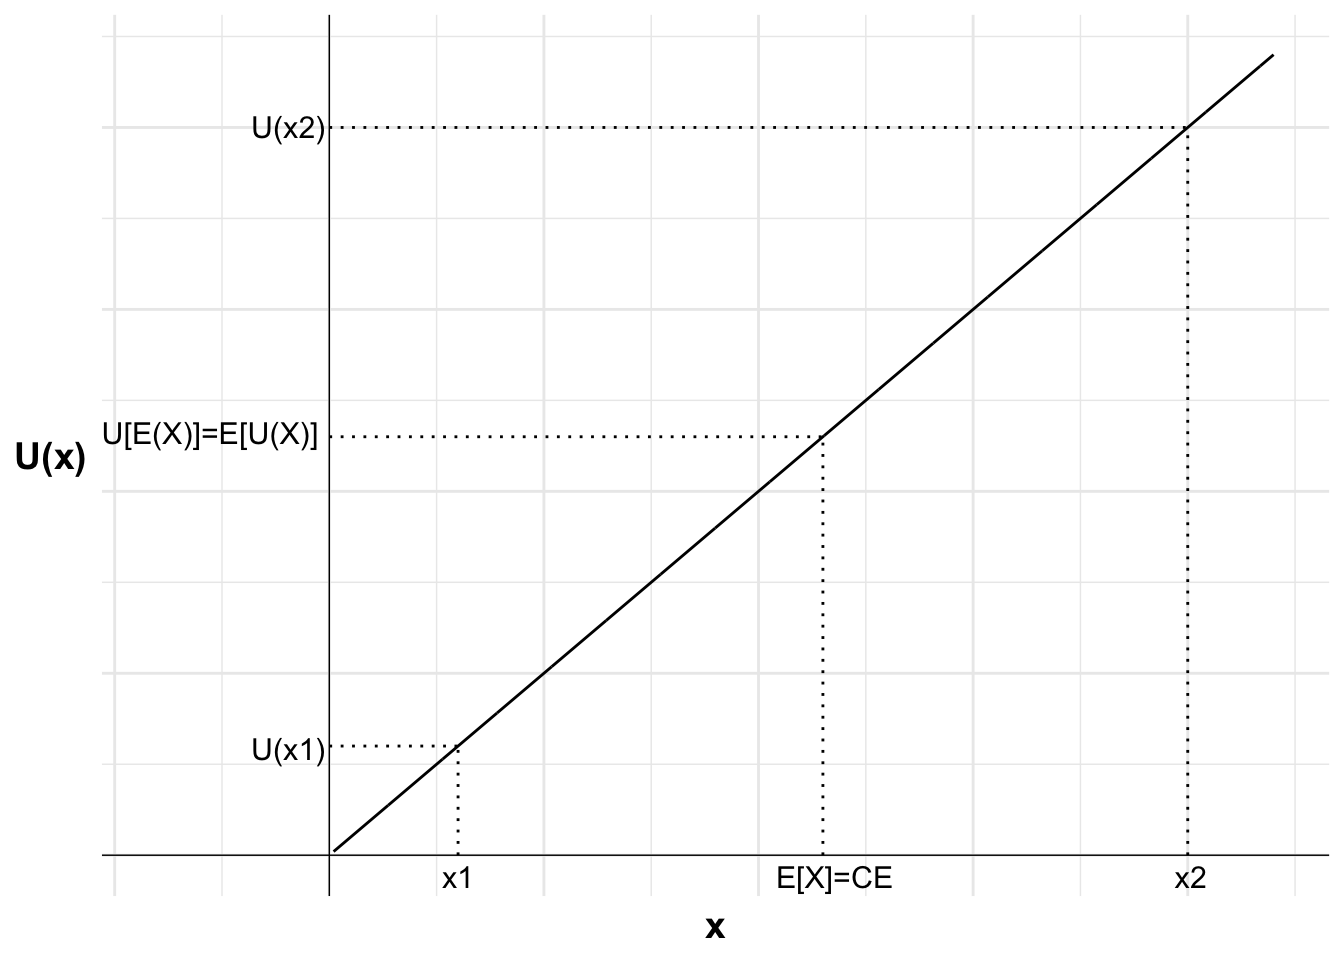 U(x2)
U[E(X)]=E[U(X)]
U(x)
U(x1)
x1
E[X]=CE
x2
x